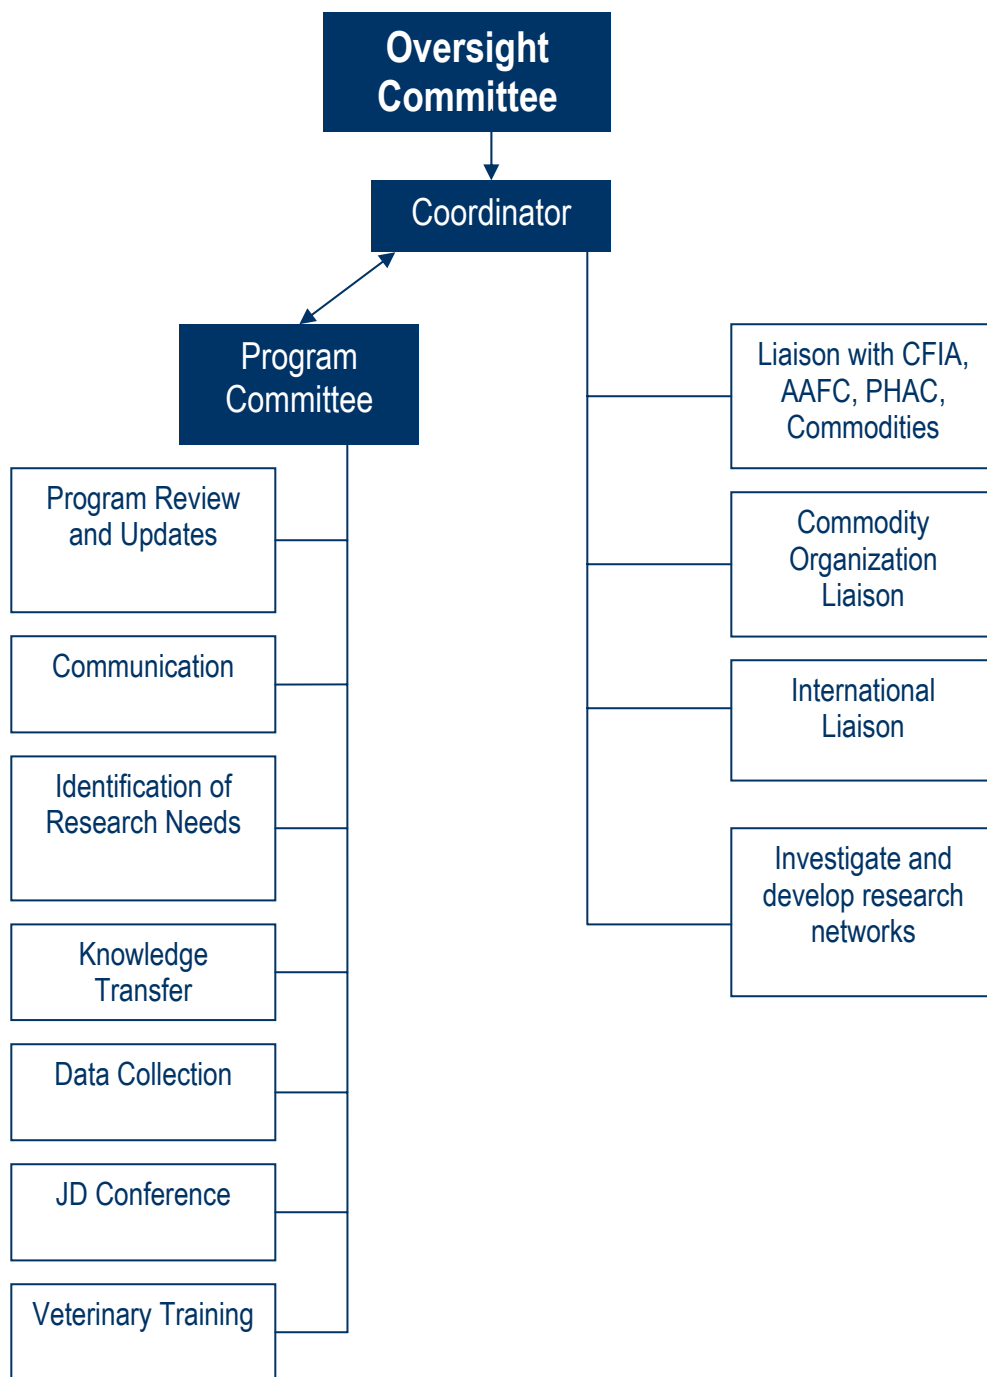 Oversight
Committee
Coordinator
Program
Committee
Program Review
and Updates
Communication
Identification of
Research Needs
Knowledge
Transfer
Data Collection
JD Conference
Veterinary Training
Liaison with CFIA,
AAFC, PHAC,
Commodities
Commodity
Organization
Liaison
International
Liaison
Investigate and
develop research
networks